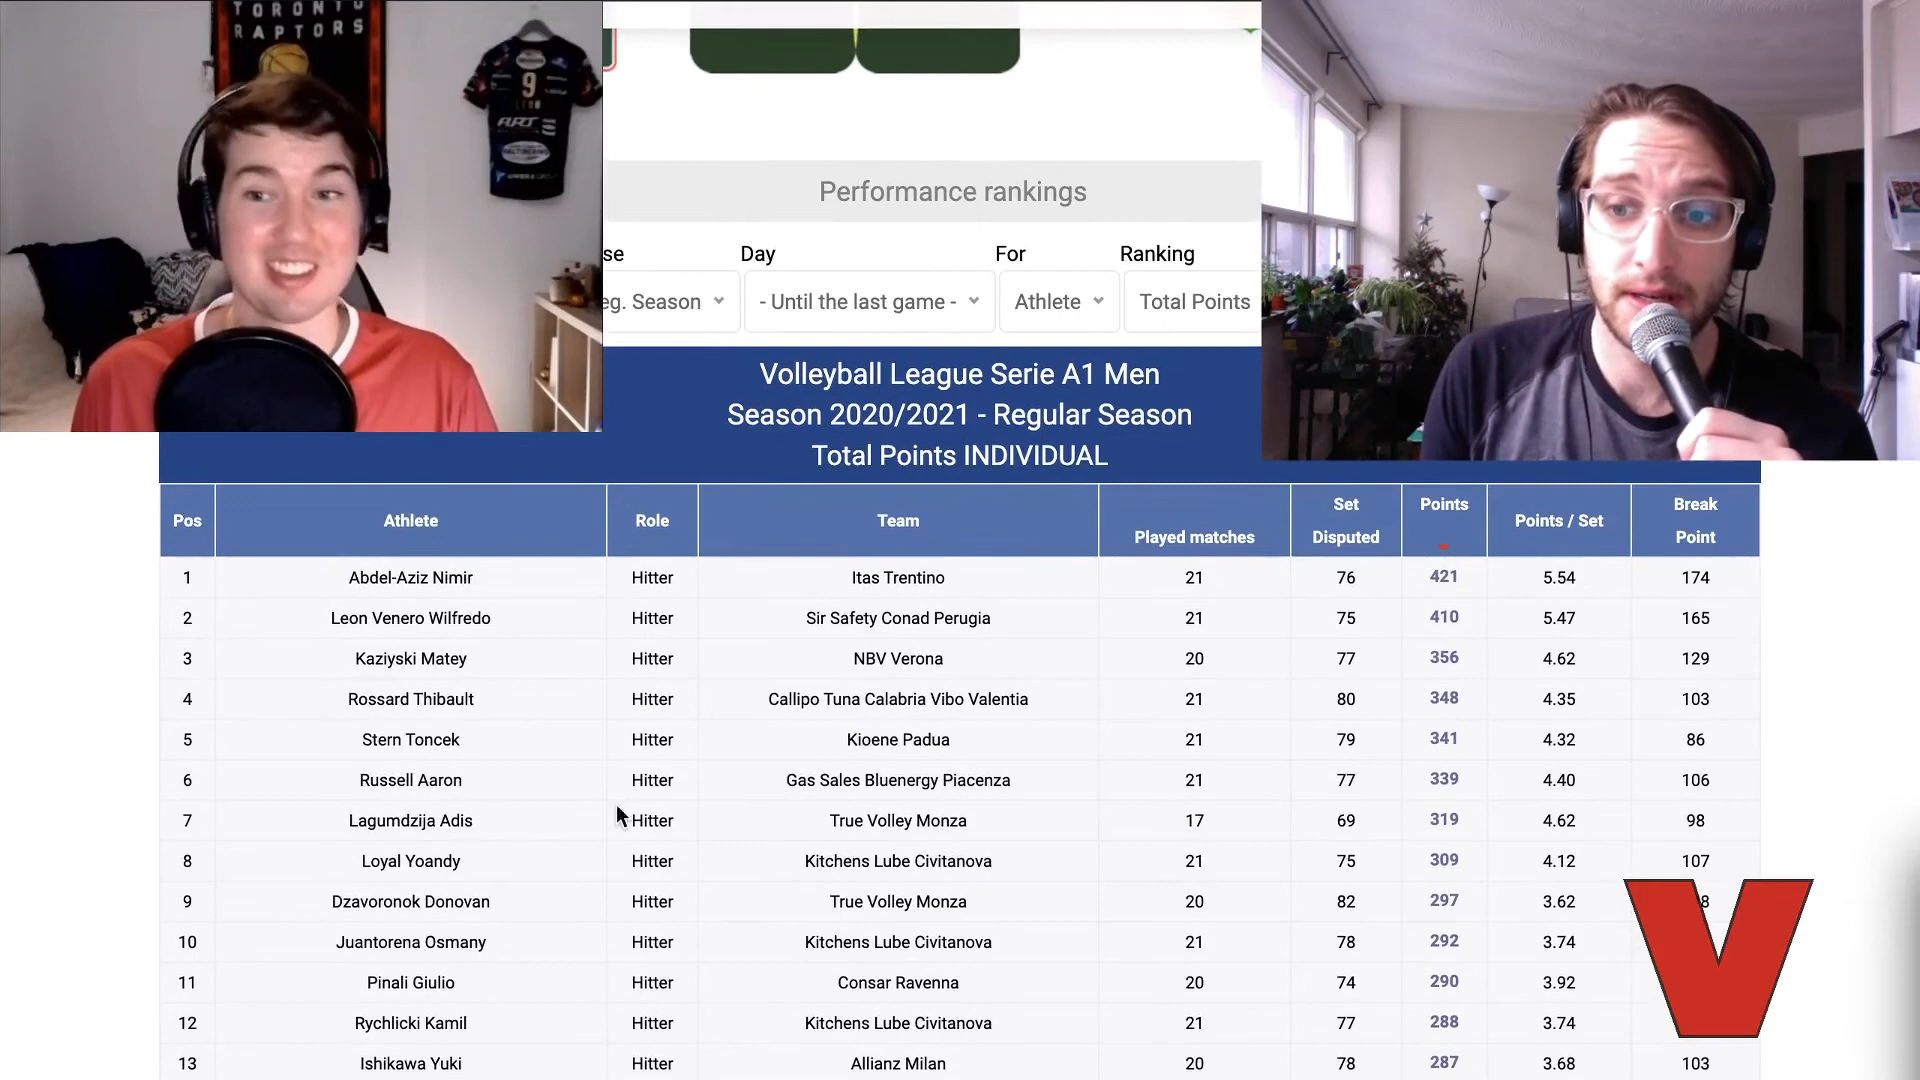 TORONTO
RAPTORS
9
LEON
ART
Performance rankings
se Day For Ranking
eg. Season - Until the last game - Athlete Total Points
Volleyball League Serie A1 Men
Season 2020/2021 - Regular Season
Total Points INDIVIDUAL
Pos Athlete Role Team Played matches Set Disputed Points Points / Set Break Point
1 Abdel-Aziz Nimir Hitter Itas Trentino 21 76 421 5.54 174
2 Leon Venero Wilfredo Hitter Sir Safety Conad Perugia 21 75 410 5.47 165
3 Kaziyski Matey Hitter NBV Verona 20 77 356 4.62 129
4 Rossard Thibault Hitter Callipo Tuna Calabria Vibo Valentia 21 80 348 4.35 103
5 Stern Toncek Hitter Kioene Padua 21 79 341 4.32 86
6 Russell Aaron Hitter Gas Sales Bluenergy Piacenza 21 77 339 4.40 106
7 Lagumdzija Adis Hitter True Volley Monza 17 69 319 4.62 98
8 Loyal Yoandy Hitter Kitchens Lube Civitanova 21 75 309 4.12 107
9 Dzavoronok Donovan Hitter True Volley Monza 20 82 297 3.62 8
10 Juantorena Osmany Hitter Kitchens Lube Civitanova 21 78 292 3.74
11 Pinali Giulio Hitter Consar Ravenna 20 74 290 3.92
12 Rychlicki Kamil Hitter Kitchens Lube Civitanova 21 77 288 3.74
13 Ishikawa Yuki Hitter Allianz Milan 20 78 287 3.68 103
V